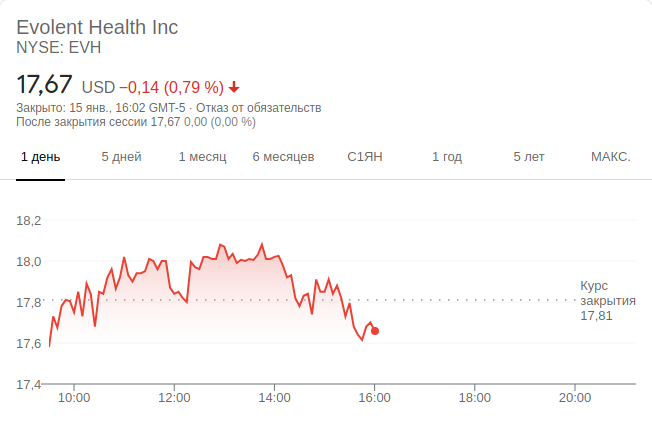 Evolent Health Inc
NYSE: EVH
17,67 USD −0,14 (0,79 %)
Закрыто: 15 янв., 16:02 GMT-5 · Отказ от обязательств
После закрытия сессии 17,67 0,00 (0,00 %)
1 день 5 дней 1 месяц 6 месяцев С1ЯН 1 год 5 лет МАКС.
18,2
18,0
17,8
17,6
17,4
Курс
закрытия
17,81
10:00 12:00 14:00 16:00 18:00 20:00